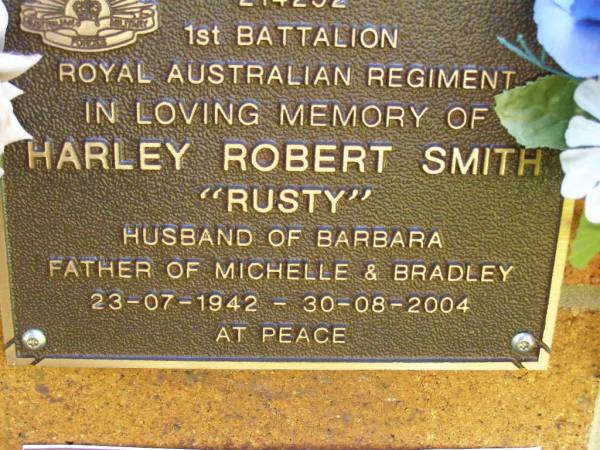 214252
1st BATTALION
ROYAL AUSTRALIAN REGIMENT
IN LOVING MEMORY OF
HARLEY ROBERT SMITH
"RUSTY"
HUSBAND OF BARBARA
FATHER OF MICHELLE & BRADLEY
23-07-1942 - 30-08-2004
AT PEACE